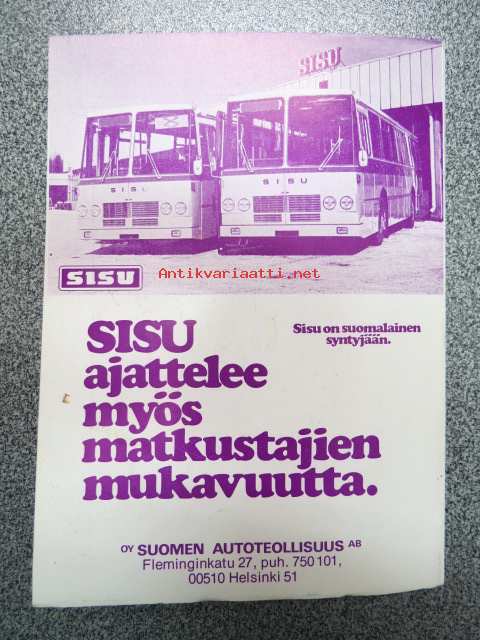 SISU
SISU
SISU
SISU
Antikvariaatti.net
SISU
ajattelee
myös
matkustajien
mukavuutta.
Sisu on suomalainen
syntyjään.
OY SUOMEN AUTOTEOLLISUUS AB
Fleminginkatu 27, puh. 750 101,
00510 Helsinki 51